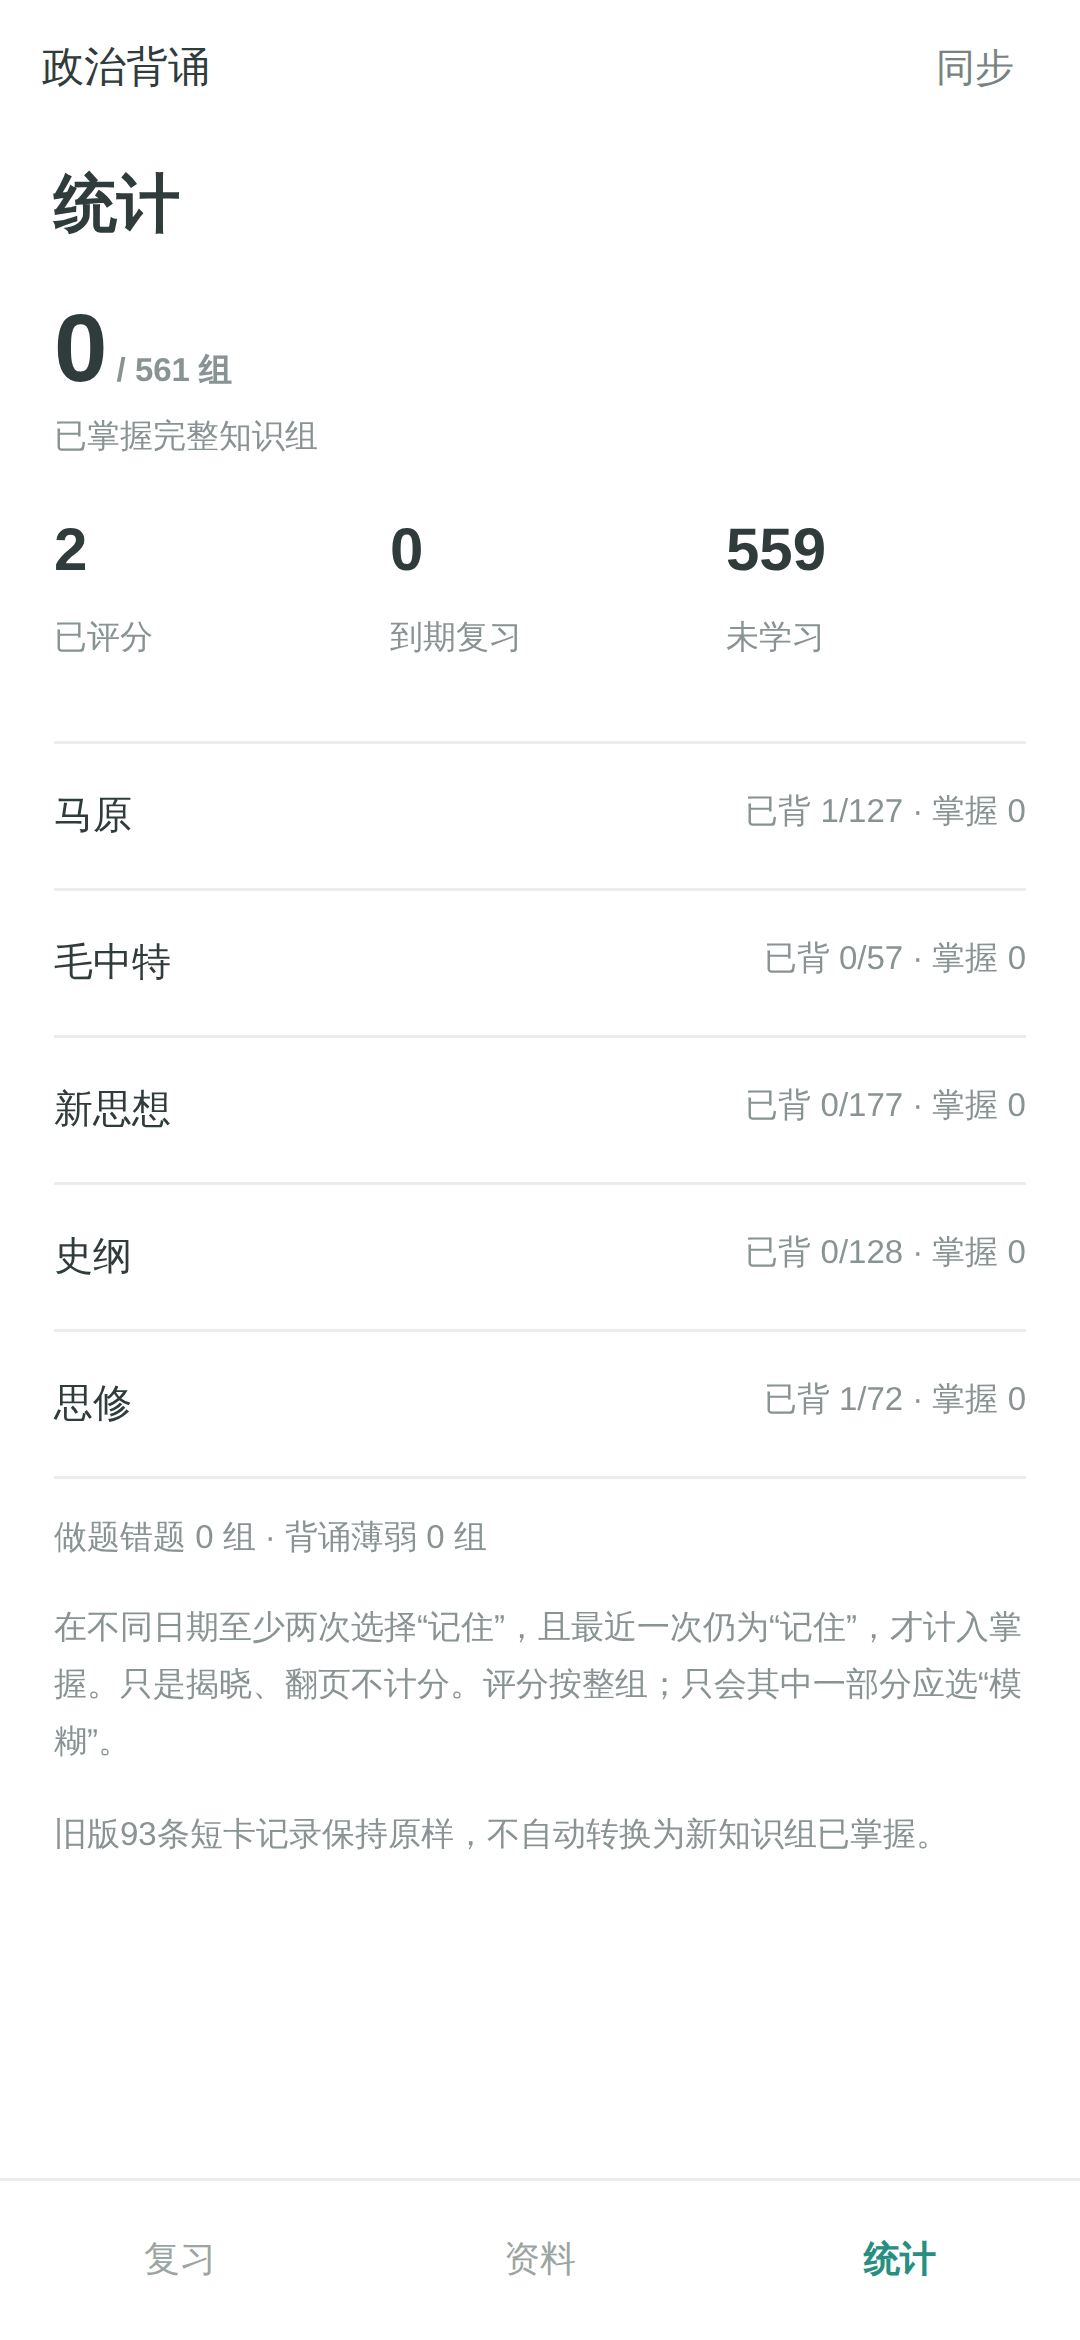 政治背诵
同步
统计
0 / 561 组
已掌握完整知识组
2
0
559
已评分
到期复习
未学习
马原
已背 1/127 · 掌握 0
毛中特
已背 0/57 · 掌握 0
新思想
已背 0/177 · 掌握 0
史纲
已背 0/128 · 掌握 0
思修
已背 1/72 · 掌握 0
做题错题 0 组 · 背诵薄弱 0 组
在不同日期至少两次选择“记住”，且最近一次仍为“记住”，才计入掌
握。只是揭晓、翻页不计分。评分按整组；只会其中一部分应选“模
糊”。
旧版93条短卡记录保持原样，不自动转换为新知识组已掌握。
复习
资料
统计